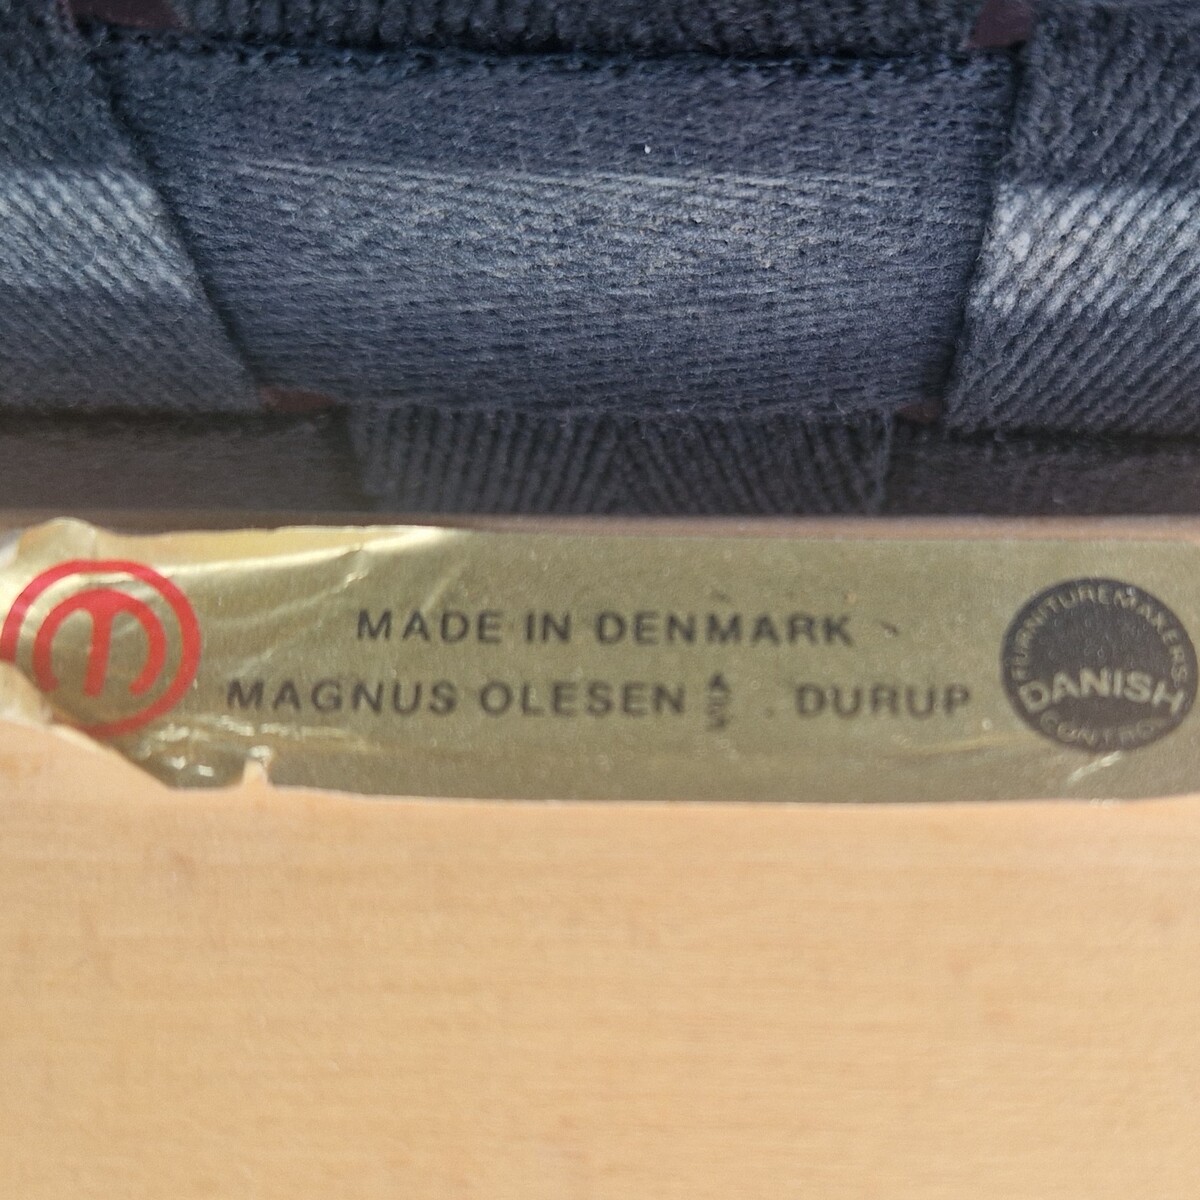 MADE IN DENMARK
MAGNUS OLESEN A/S . DURUP
FURNITUREMAKERS
DANISH
CONTROL